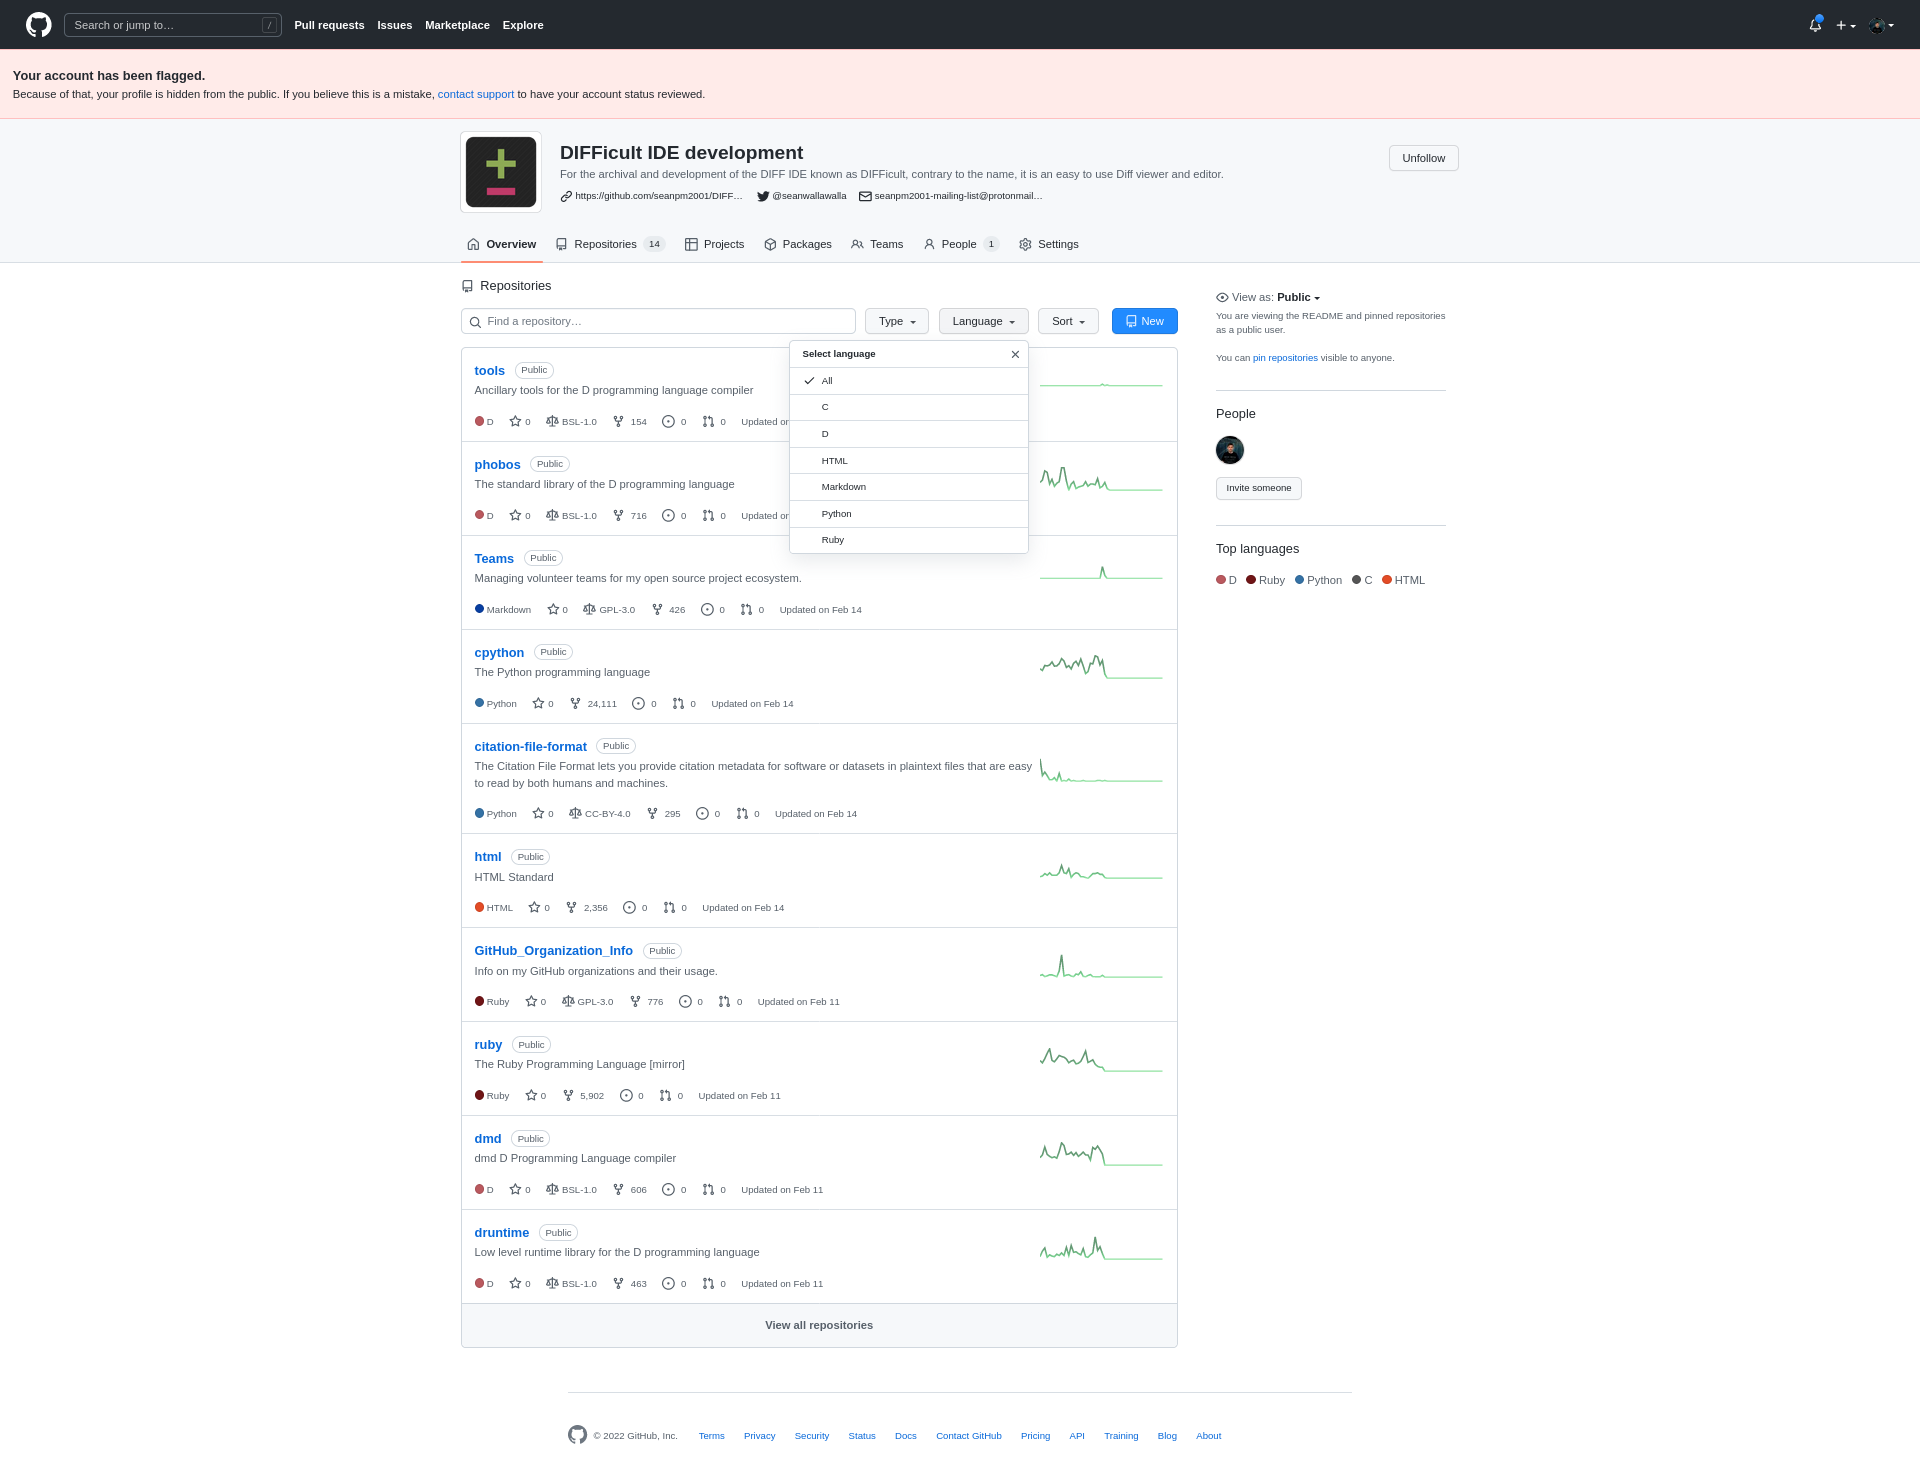 Search or jump to…
/
Pull requests Issues Marketplace Explore
Your account has been flagged.
Because of that, your profile is hidden from the public. If you believe this is a mistake, contact support to have your account status reviewed.
DIFFicult IDE development
Unfollow
For the archival and development of the DIFF IDE known as DIFFicult, contrary to the name, it is an easy to use Diff viewer and editor.
https://github.com/seanpm2001/DIFF… @seanwallawalla seanpm2001-mailing-list@protonmail…
Overview Repositories 14 Projects Packages Teams People 1 Settings
Repositories
Find a repository… Type Language Sort New
Select language
All
C
D
HTML
Markdown
Python
Ruby
tools Public
Ancillary tools for the D programming language compiler
D 0 BSL-1.0 154 0 0 Updated on
phobos Public
The standard library of the D programming language
D 0 BSL-1.0 716 0 0 Updated on
Teams Public
Managing volunteer teams for my open source project ecosystem.
Markdown 0 GPL-3.0 426 0 0 Updated on Feb 14
cpython Public
The Python programming language
Python 0 24,111 0 0 Updated on Feb 14
citation-file-format Public
The Citation File Format lets you provide citation metadata for software or datasets in plaintext files that are easy
to read by both humans and machines.
Python 0 CC-BY-4.0 295 0 0 Updated on Feb 14
html Public
HTML Standard
HTML 0 2,356 0 0 Updated on Feb 14
GitHub_Organization_Info Public
Info on my GitHub organizations and their usage.
Ruby 0 GPL-3.0 776 0 0 Updated on Feb 11
ruby Public
The Ruby Programming Language [mirror]
Ruby 0 5,902 0 0 Updated on Feb 11
dmd Public
dmd D Programming Language compiler
D 0 BSL-1.0 606 0 0 Updated on Feb 11
druntime Public
Low level runtime library for the D programming language
D 0 BSL-1.0 463 0 0 Updated on Feb 11
View all repositories
View as: Public
You are viewing the README and pinned repositories
as a public user.
You can pin repositories visible to anyone.
People
Invite someone
Top languages
D Ruby Python C HTML
© 2022 GitHub, Inc. Terms Privacy Security Status Docs Contact GitHub Pricing API Training Blog About